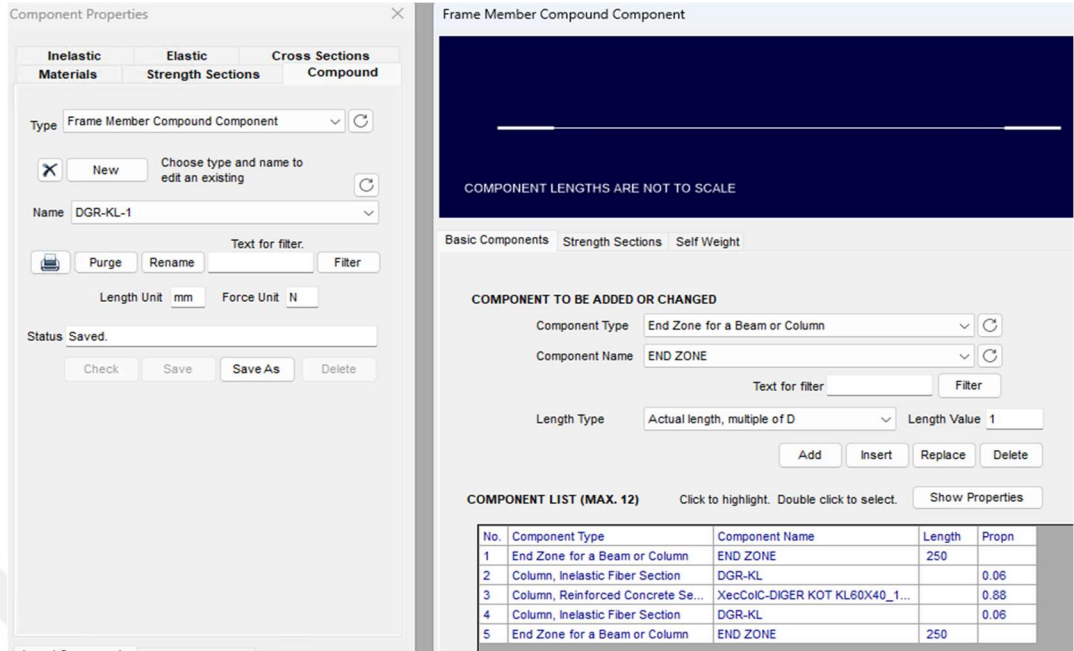 Component Properties
Inelastic Elastic Cross Sections
Materials Strength Sections Compound
Type Frame Member Compound Component
New Choose type and name to
edit an existing
Name DGR-KL-1
Text for filter.
Purge Rename Filter
Length Unit mm Force Unit N
Status Saved.
Check Save Save As Delete
Frame Member Compound Component
COMPONENT LENGTHS ARE NOT TO SCALE
Basic Components Strength Sections Self Weight
COMPONENT TO BE ADDED OR CHANGED
Component Type End Zone for a Beam or Column
Component Name END ZONE
Text for filter Filter
Length Type Actual length, multiple of D Length Value 1
Add Insert Replace Delete
COMPONENT LIST (MAX. 12) Click to highlight. Double click to select. Show Properties
No. Component Type Component Name Length Propn
1 End Zone for a Beam or Column END ZONE 250
2 Column, Inelastic Fiber Section DGR-KL 0.06
3 Column, Reinforced Concrete Se... XecColC-DIGER KOT KL60X40_1... 0.88
4 Column, Inelastic Fiber Section DGR-KL 0.06
5 End Zone for a Beam or Column END ZONE 250